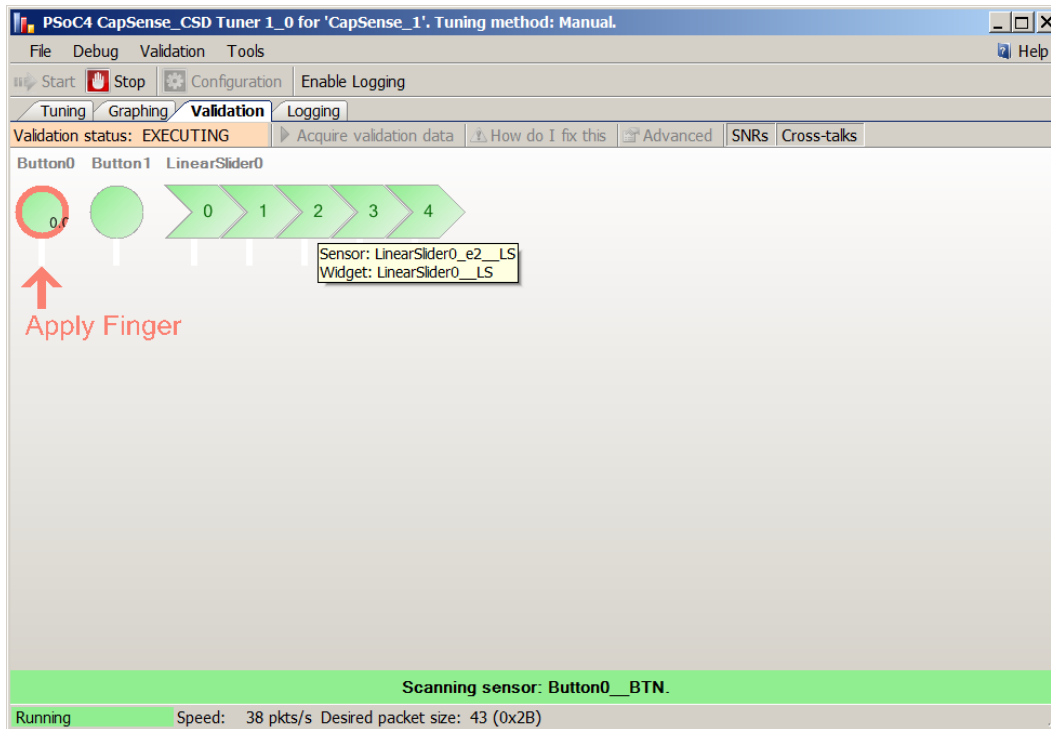 PSoC4 CapSense_CSD Tuner 1_0 for 'CapSense_1'. Tuning method: Manual.
File Debug Validation Tools Help
Start Stop Configuration Enable Logging
Tuning Graphing Validation Logging
Validation status: EXECUTING Acquire validation data How do I fix this Advanced SNRs Cross-talks
Button0 Button1 LinearSlider0
0.0 0 1 2 3 4
Sensor: LinearSlider0_e2__LS
Widget: LinearSlider0__LS
Apply Finger
Scanning sensor: Button0__BTN.
Running Speed: 38 pkts/s Desired packet size: 43 (0x2B)